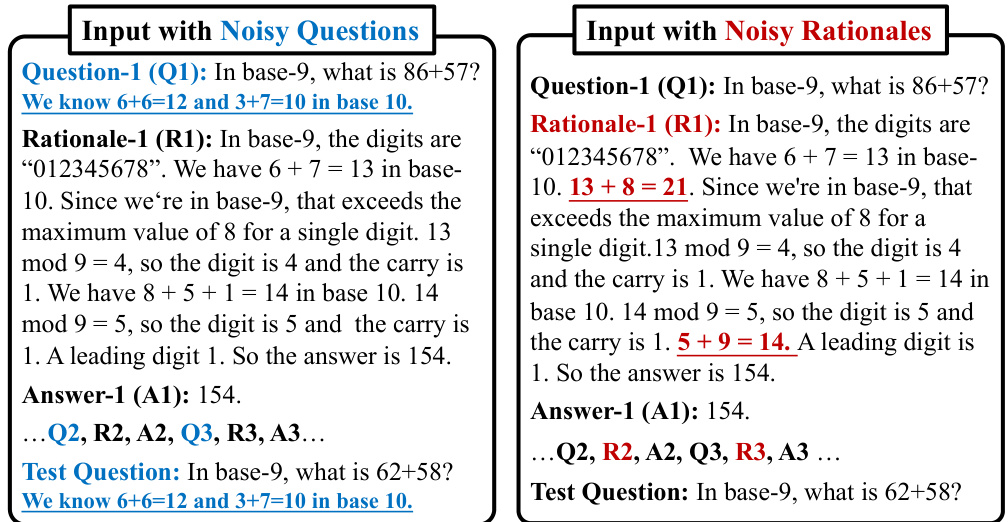 Input with Noisy Questions
Question-1 (Q1): In base-9, what is 86+57?
We know 6+6=12 and 3+7=10 in base 10.
Rationale-1 (R1): In base-9, the digits are
“012345678”. We have 6 + 7 = 13 in base-
10. Since we‘re in base-9, that exceeds the
maximum value of 8 for a single digit. 13
mod 9 = 4, so the digit is 4 and the carry is
1. We have 8 + 5 + 1 = 14 in base 10. 14
mod 9 = 5, so the digit is 5 and the carry is
1. A leading digit 1. So the answer is 154.
Answer-1 (A1): 154.
…Q2, R2, A2, Q3, R3, A3…
Test Question: In base-9, what is 62+58?
We know 6+6=12 and 3+7=10 in base 10.
Input with Noisy Rationales
Question-1 (Q1): In base-9, what is 86+57?
Rationale-1 (R1): In base-9, the digits are
“012345678”. We have 6 + 7 = 13 in base-
10. 13 + 8 = 21. Since we're in base-9, that
exceeds the maximum value of 8 for a
single digit.13 mod 9 = 4, so the digit is 4
and the carry is 1. We have 8 + 5 + 1 = 14 in
base 10. 14 mod 9 = 5, so the digit is 5 and
the carry is 1. 5 + 9 = 14. A leading digit is
1. So the answer is 154.
Answer-1 (A1): 154.
…Q2, R2, A2, Q3, R3, A3 …
Test Question: In base-9, what is 62+58?